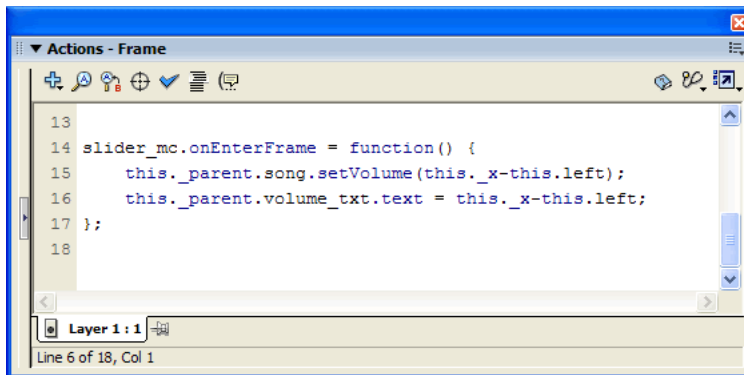 Actions - Frame
13
14 slider_mc.onEnterFrame = function() {
15     this._parent.song.setVolume(this._x-this.left);
16     this._parent.volume_txt.text = this._x-this.left;
17 };
18
Layer 1 : 1
Line 6 of 18, Col 1